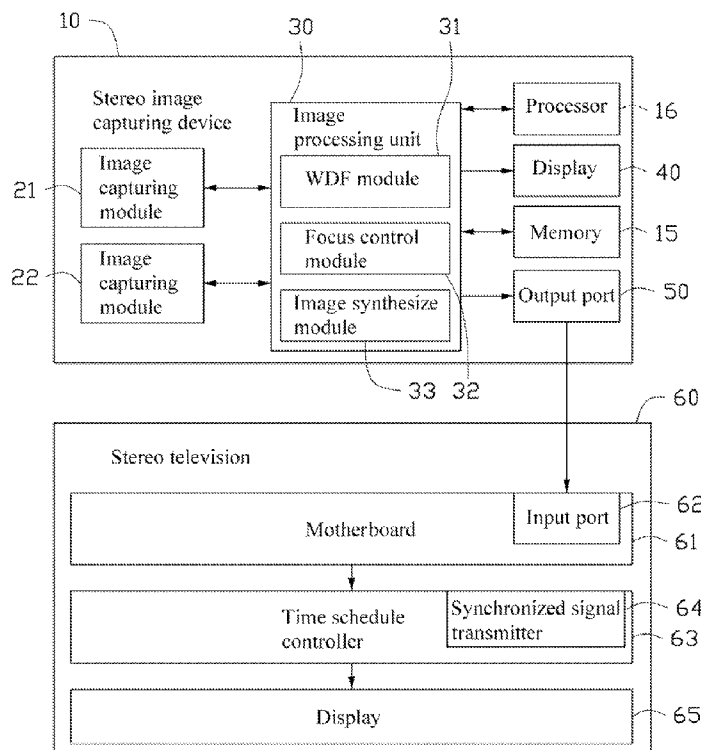 10
30
31
Stereo image
capturing device
Image
processing unit
Processor
16
Image
capturing
module
21
WDF module
Display
40
Image
capturing
module
22
Focus control
module
Memory
15
Image synthesize
module
Output port
50
33
32
60
Stereo television
Motherboard
Input port
62
61
Time schedule
controller
Synchronized signal
transmitter
64
63
Display
65